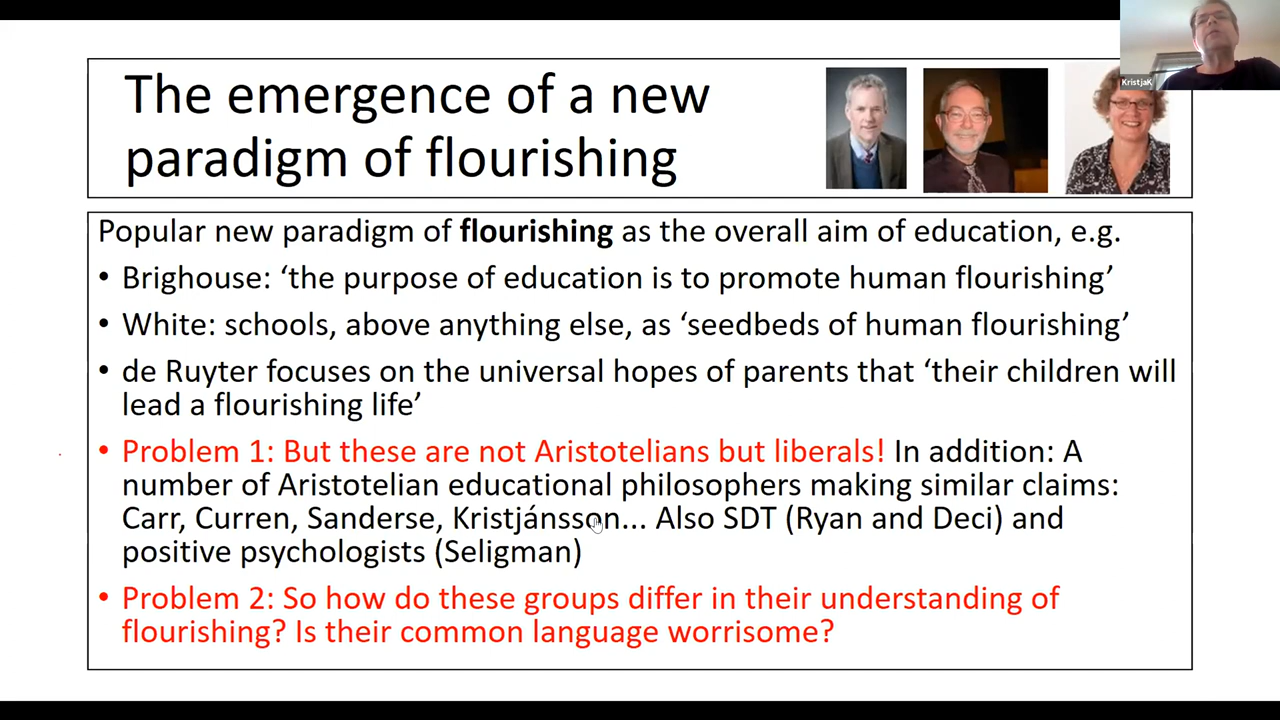 The emergence of a new
paradigm of flourishing
KristjaK
Popular new paradigm of flourishing as the overall aim of education, e.g.
• Brighouse: ‘the purpose of education is to promote human flourishing’
• White: schools, above anything else, as ‘seedbeds of human flourishing’
• de Ruyter focuses on the universal hopes of parents that ‘their children will
lead a flourishing life’
• Problem 1: But these are not Aristotelians but liberals! In addition: A
number of Aristotelian educational philosophers making similar claims:
Carr, Curren, Sanderse, Kristjánsson... Also SDT (Ryan and Deci) and
positive psychologists (Seligman)
• Problem 2: So how do these groups differ in their understanding of
flourishing? Is their common language worrisome?